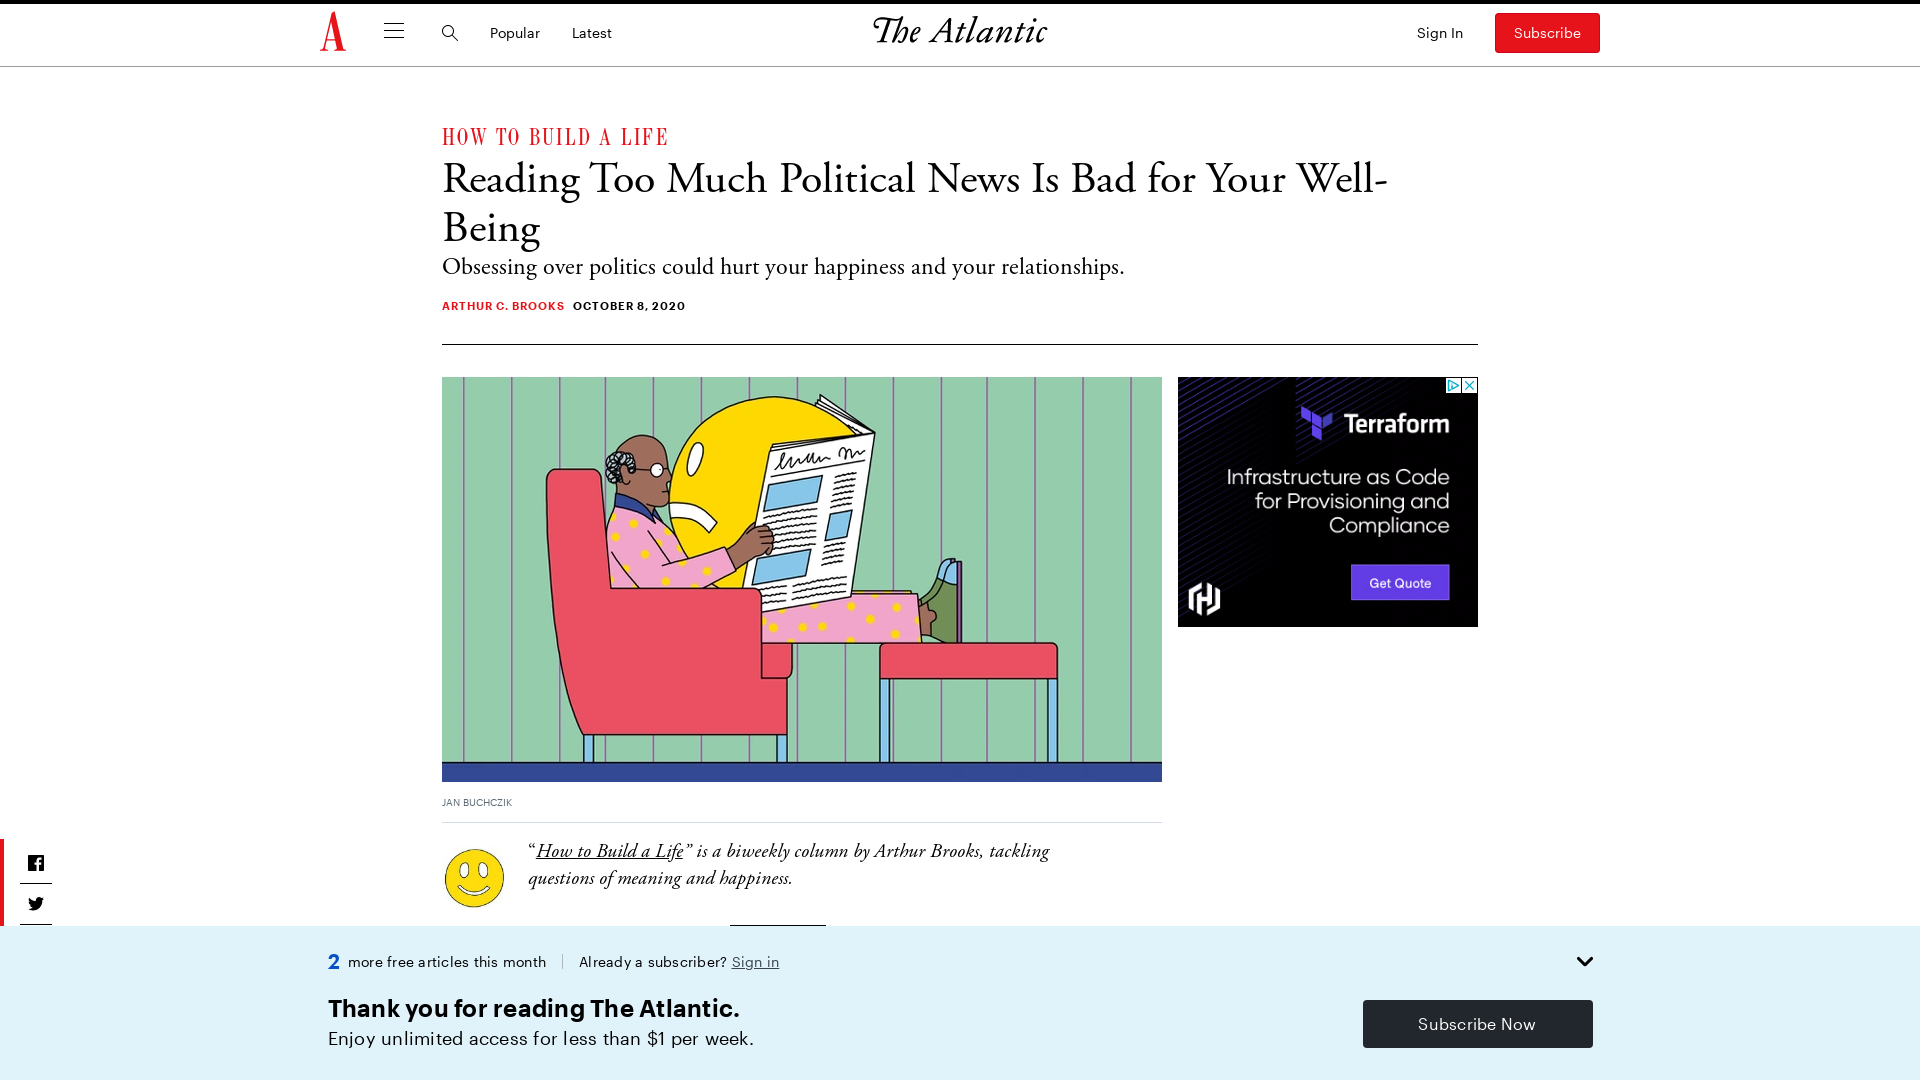 A
Popular
Latest
The Atlantic
Sign In
Subscribe
HOW TO BUILD A LIFE
Reading Too Much Political News Is Bad for Your Well-
Being
Obsessing over politics could hurt your happiness and your relationships.
ARTHUR C. BROOKS OCTOBER 8, 2020
Terraform
Infrastructure as Code
for Provisioning and
Compliance
Get Quote
JAN BUCHCZIK
“How to Build a Life” is a biweekly column by Arthur Brooks, tackling
questions of meaning and happiness.
2 more free articles this month
Already a subscriber? Sign in
Thank you for reading The Atlantic.
Enjoy unlimited access for less than $1 per week.
Subscribe Now